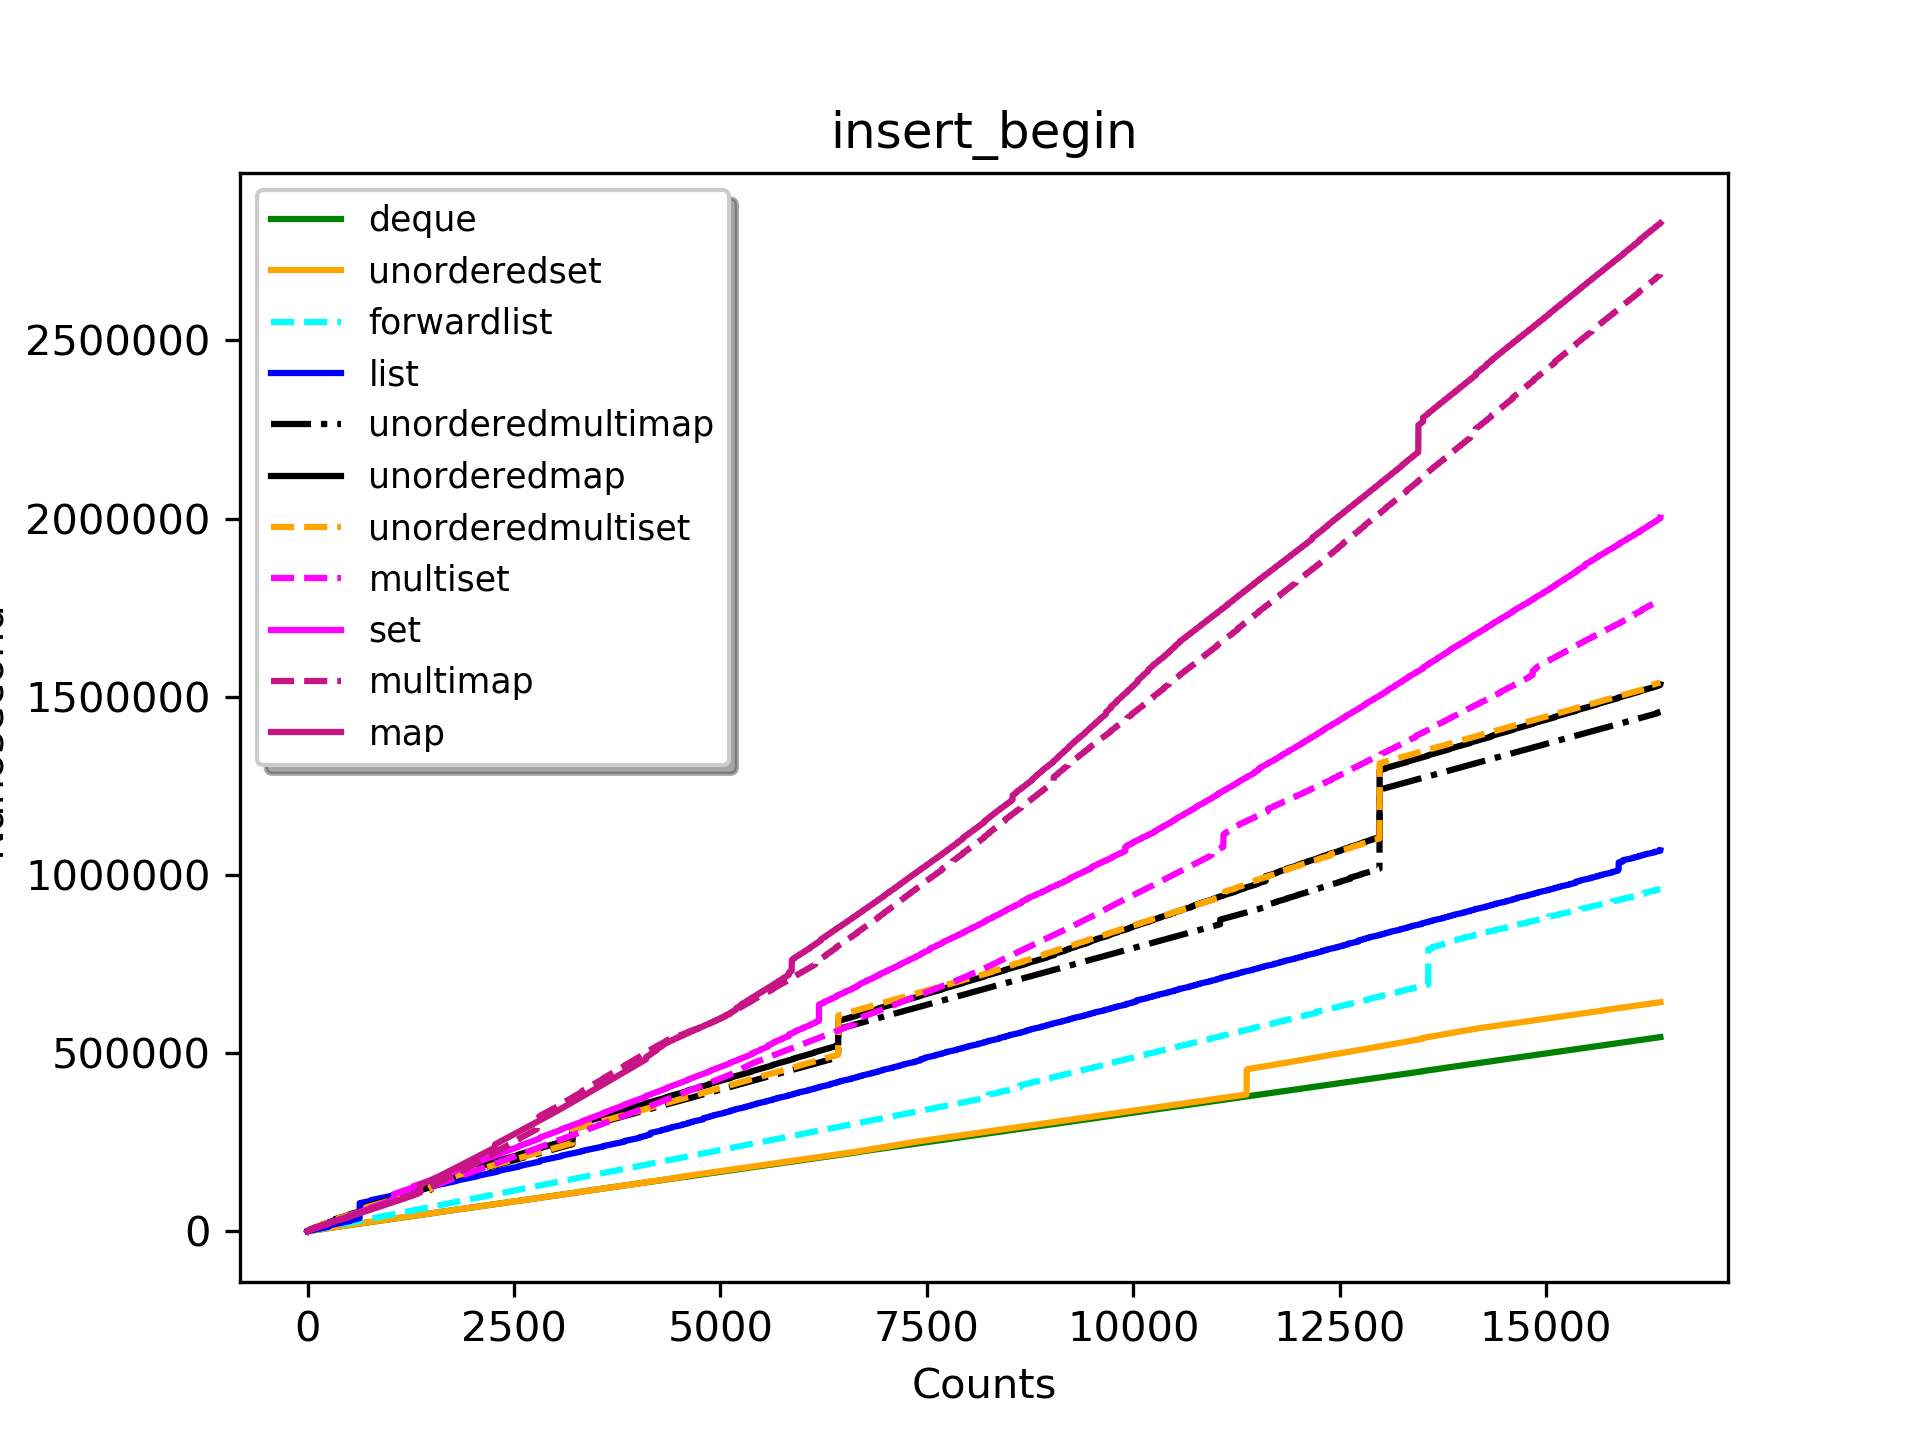 insert_begin
deque
unorderedset
forwardlist
list
unorderedmultimap
unorderedmap
unorderedmultiset
multiset
set
multimap
map
2500000
2000000
1500000
1000000
500000
0
0 2500 5000 7500 10000 12500 15000
Counts